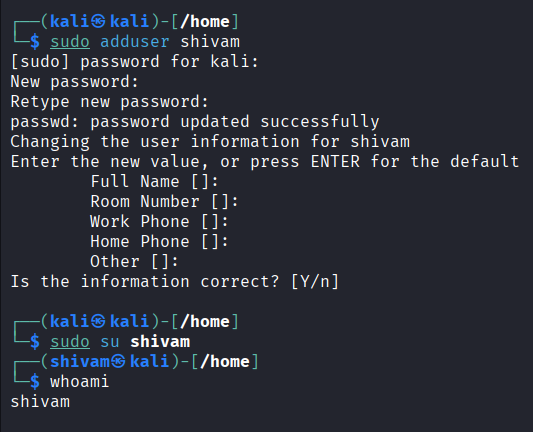 ┌──(kali㉿kali)-[/home]
└─$ sudo adduser shivam
[sudo] password for kali:
New password:
Retype new password:
passwd: password updated successfully
Changing the user information for shivam
Enter the new value, or press ENTER for the default
        Full Name []:
        Room Number []:
        Work Phone []:
        Home Phone []:
        Other []:
Is the information correct? [Y/n]

┌──(kali㉿kali)-[/home]
└─$ sudo su shivam
┌──(shivam㉿kali)-[/home]
└─$ whoami
shivam